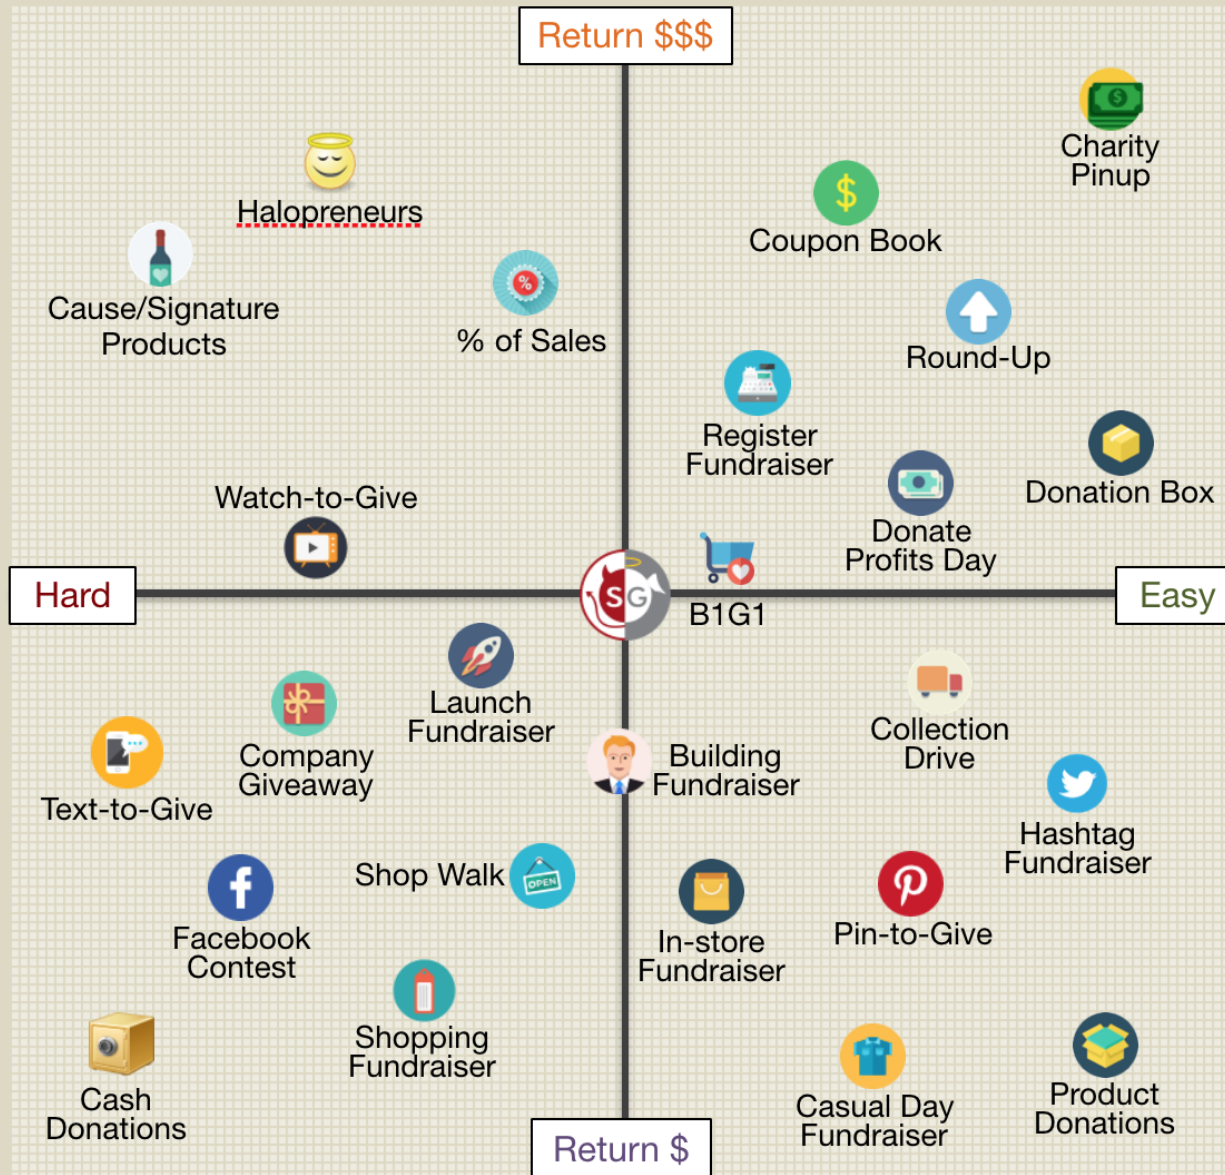 Return $$$
$
Charity
Pinup
Halopreneurs
$
Coupon Book
Cause/Signature
Products
%
% of Sales
Round-Up
Register
Fundraiser
Donation Box
Watch-to-Give
Donate
Profits Day
Hard
SG
B1G1
Easy
Launch
Fundraiser
Collection
Drive
Company
Giveaway
Building
Fundraiser
Text-to-Give
Hashtag
Fundraiser
Shop Walk
OPEN
f
Facebook
Contest
In-store
Fundraiser
Pin-to-Give
Shopping
Fundraiser
Cash
Donations
Casual Day
Fundraiser
Product
Donations
Return $